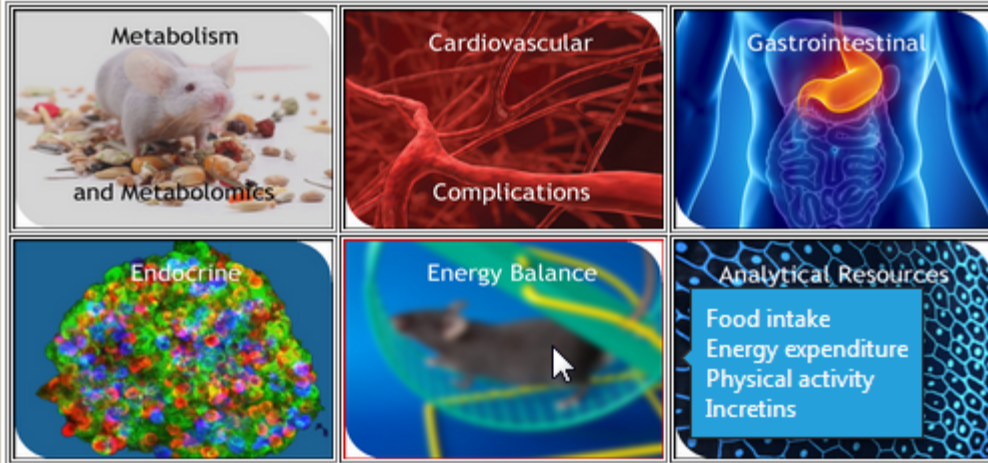 Metabolism
and Metabolomics
Cardiovascular
Complications
Gastrointestinal
Endocrine
Energy Balance
Analytical Resources
Food intake
Energy expenditure
Physical activity
Incretins